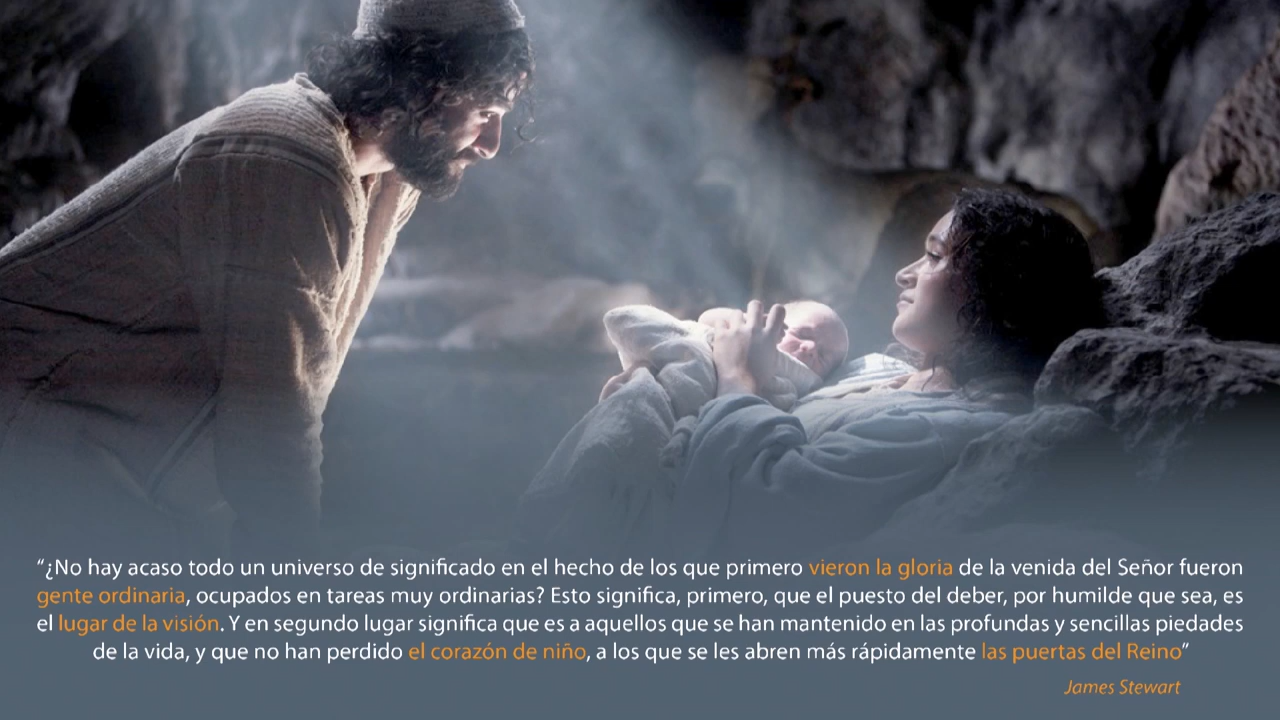 “¿No hay acaso todo un universo de significado en el hecho de los que primero vieron la gloria de la venida del Señor fueron
gente ordinaria, ocupados en tareas muy ordinarias? Esto significa, primero, que el puesto del deber, por humilde que sea, es
el lugar de la visión. Y en segundo lugar significa que es a aquellos que se han mantenido en las profundas y sencillas piedades
de la vida, y que no han perdido el corazón de niño, a los que se les abren más rápidamente las puertas del Reino”
James Stewart